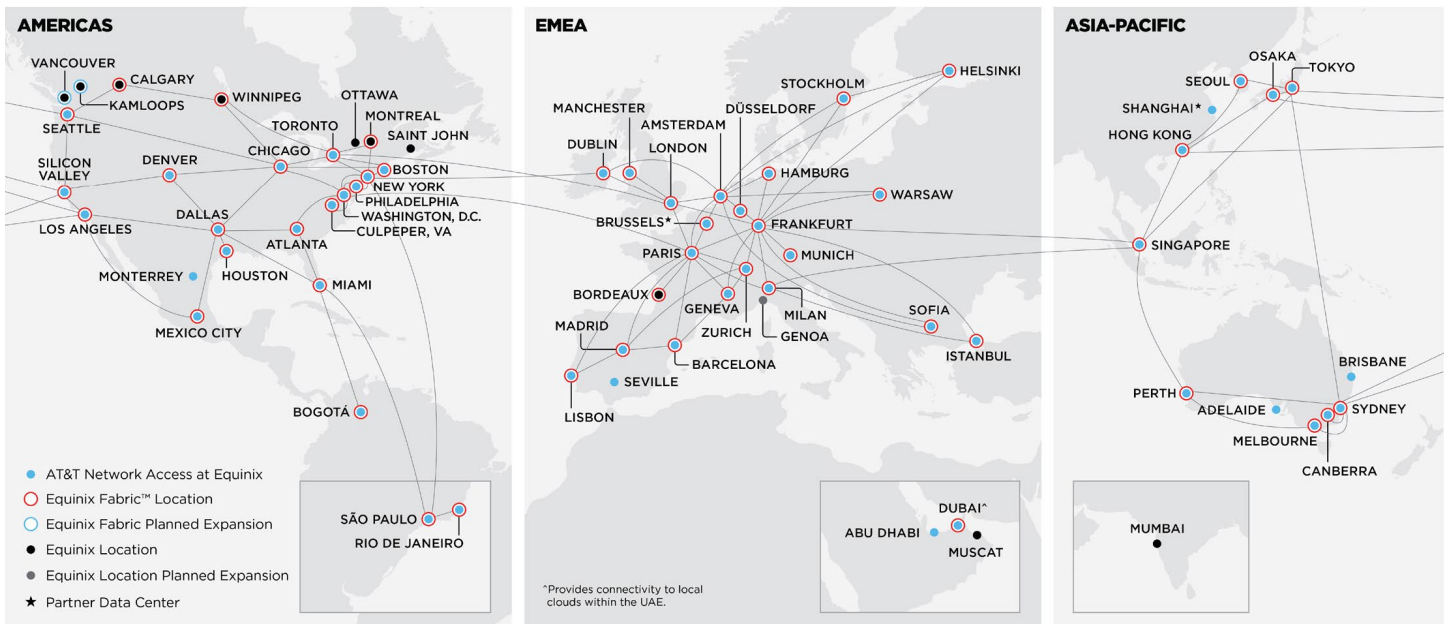 AMERICAS
VANCOUVER
CALGARY
KAMLOOPS
WINNIPEG
OTTAWA
MONTREAL
SEATTLE
TORONTO
SAINT JOHN
CHICAGO
SILICON
VALLEY
DENVER
BOSTON
NEW YORK
PHILADELPHIA
WASHINGTON, D.C.
CULPEPER, VA
DALLAS
LOS ANGELES
ATLANTA
MONTERREY
HOUSTON
MIAMI
MEXICO CITY
BOGOTÁ
SÃO PAULO
RIO DE JANEIRO
AT&T Network Access at Equinix
Equinix Fabric™ Location
Equinix Fabric Planned Expansion
Equinix Location
Equinix Location Planned Expansion
★ Partner Data Center
EMEA
HELSINKI
STOCKHOLM
MANCHESTER
DÜSSELDORF
AMSTERDAM
DUBLIN
LONDON
HAMBURG
WARSAW
BRUSSELS★
FRANKFURT
PARIS
MUNICH
BORDEAUX
GENEVA
MILAN
SOFIA
MADRID
ZURICH
GENOA
ISTANBUL
BARCELONA
SEVILLE
LISBON
DUBAI^
ABU DHABI
MUSCAT
^Provides connectivity to local
clouds within the UAE.
ASIA-PACIFIC
OSAKA
TOKYO
SEOUL
SHANGHAI★
HONG KONG
SINGAPORE
BRISBANE
PERTH
ADELAIDE
SYDNEY
MELBOURNE
CANBERRA
MUMBAI